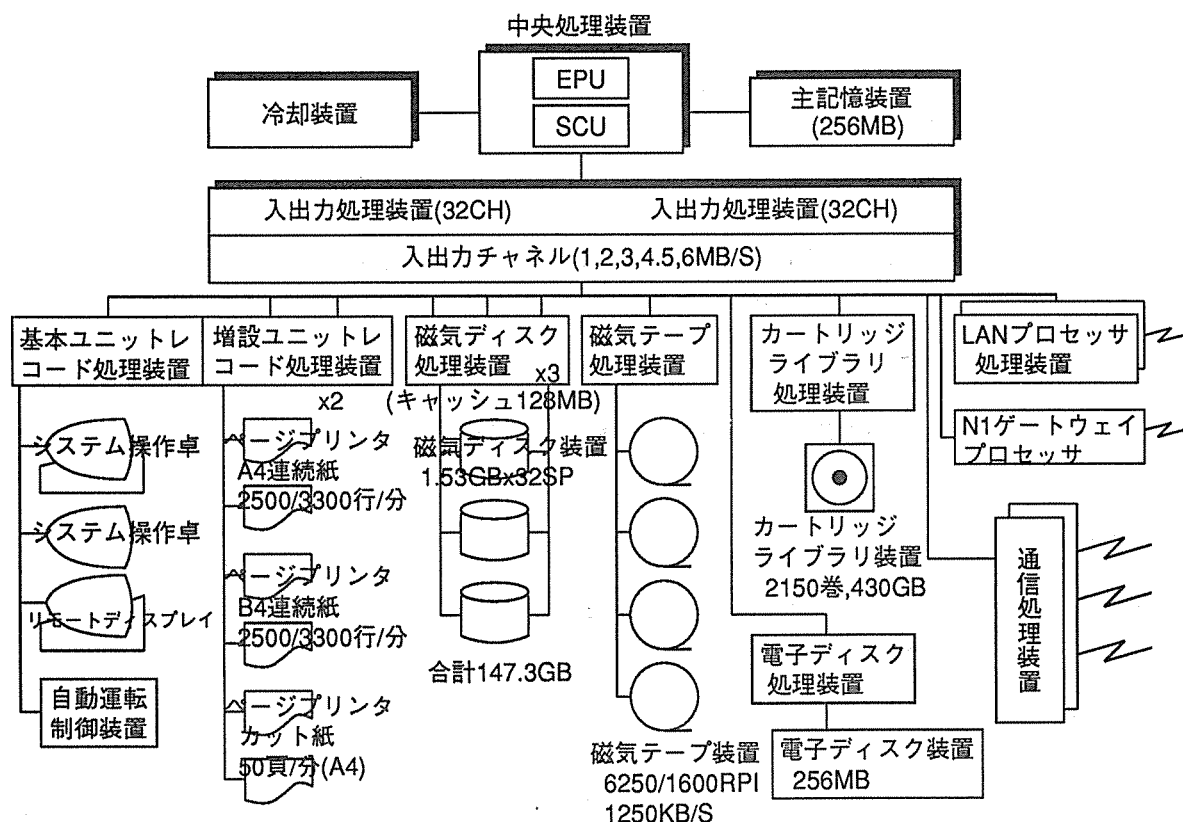 中央処理装置
EPU
SCU
冷却装置
主記憶装置
(256MB)
入出力処理装置(32CH)
入出力処理装置(32CH)
入出力チャネル(1,2,3,4.5,6MB/S)
基本ユニットレ
コード処理装置
増設ユニットレ
コード処理装置
x2
磁気ディスク
処理装置
x3
(キャッシュ128MB)
磁気テープ
処理装置
カートリッジ
ライブラリ
処理装置
LANプロセッサ
処理装置
N1ゲートウェイ
プロセッサ
システム操作卓
システム操作卓
リモートディスプレイ
自動運転
制御装置
ページプリンタ
A4連続紙
2500/3300行/分
ページプリンタ
B4連続紙
2500/3300行/分
ページプリンタ
カット紙
50頁/分(A4)
磁気ディスク装置
1.53GBx32SP
合計147.3GB
磁気テープ装置
6250/1600RPI
1250KB/S
カートリッジ
ライブラリ装置
2150巻,430GB
電子ディスク
処理装置
電子ディスク装置
256MB
通信処理装置